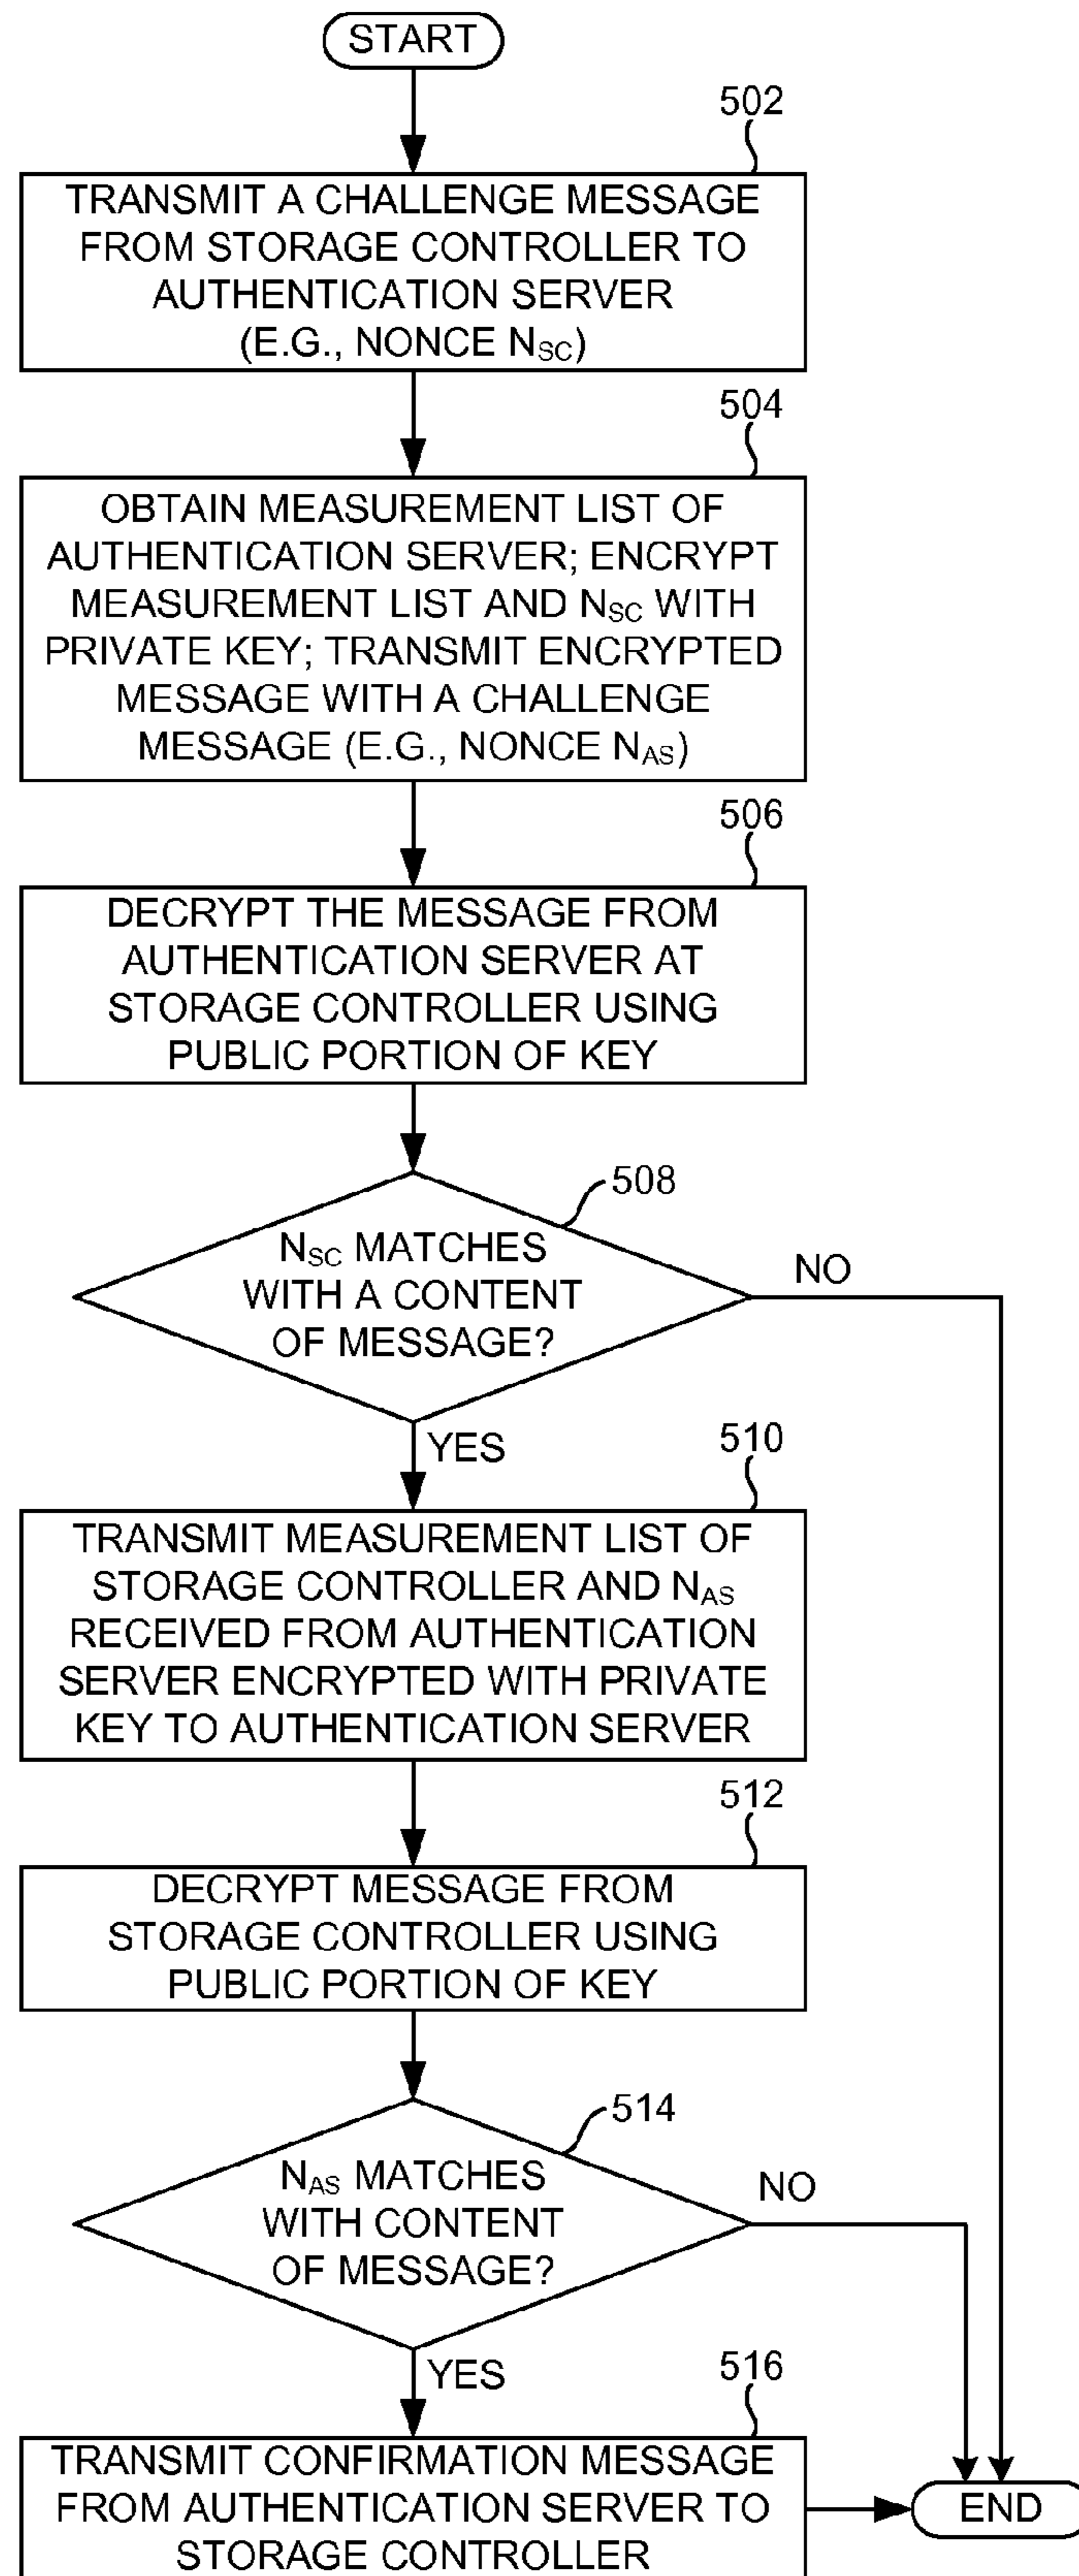 START
502
TRANSMIT A CHALLENGE MESSAGE
FROM STORAGE CONTROLLER TO
AUTHENTICATION SERVER
(E.G., NONCE NSC)
504
OBTAIN MEASUREMENT LIST OF
AUTHENTICATION SERVER; ENCRYPT
MEASUREMENT LIST AND NSC WITH
PRIVATE KEY; TRANSMIT ENCRYPTED
MESSAGE WITH A CHALLENGE
MESSAGE (E.G., NONCE NAS)
506
DECRYPT THE MESSAGE FROM
AUTHENTICATION SERVER AT
STORAGE CONTROLLER USING
PUBLIC PORTION OF KEY
508
NSC MATCHES
WITH A CONTENT
OF MESSAGE?
NO
YES
510
TRANSMIT MEASUREMENT LIST OF
STORAGE CONTROLLER AND NAS
RECEIVED FROM AUTHENTICATION
SERVER ENCRYPTED WITH PRIVATE
KEY TO AUTHENTICATION SERVER
512
DECRYPT MESSAGE FROM
STORAGE CONTROLLER USING
PUBLIC PORTION OF KEY
514
NAS MATCHES
WITH CONTENT
OF MESSAGE?
NO
YES
516
TRANSMIT CONFIRMATION MESSAGE
FROM AUTHENTICATION SERVER TO
STORAGE CONTROLLER
END